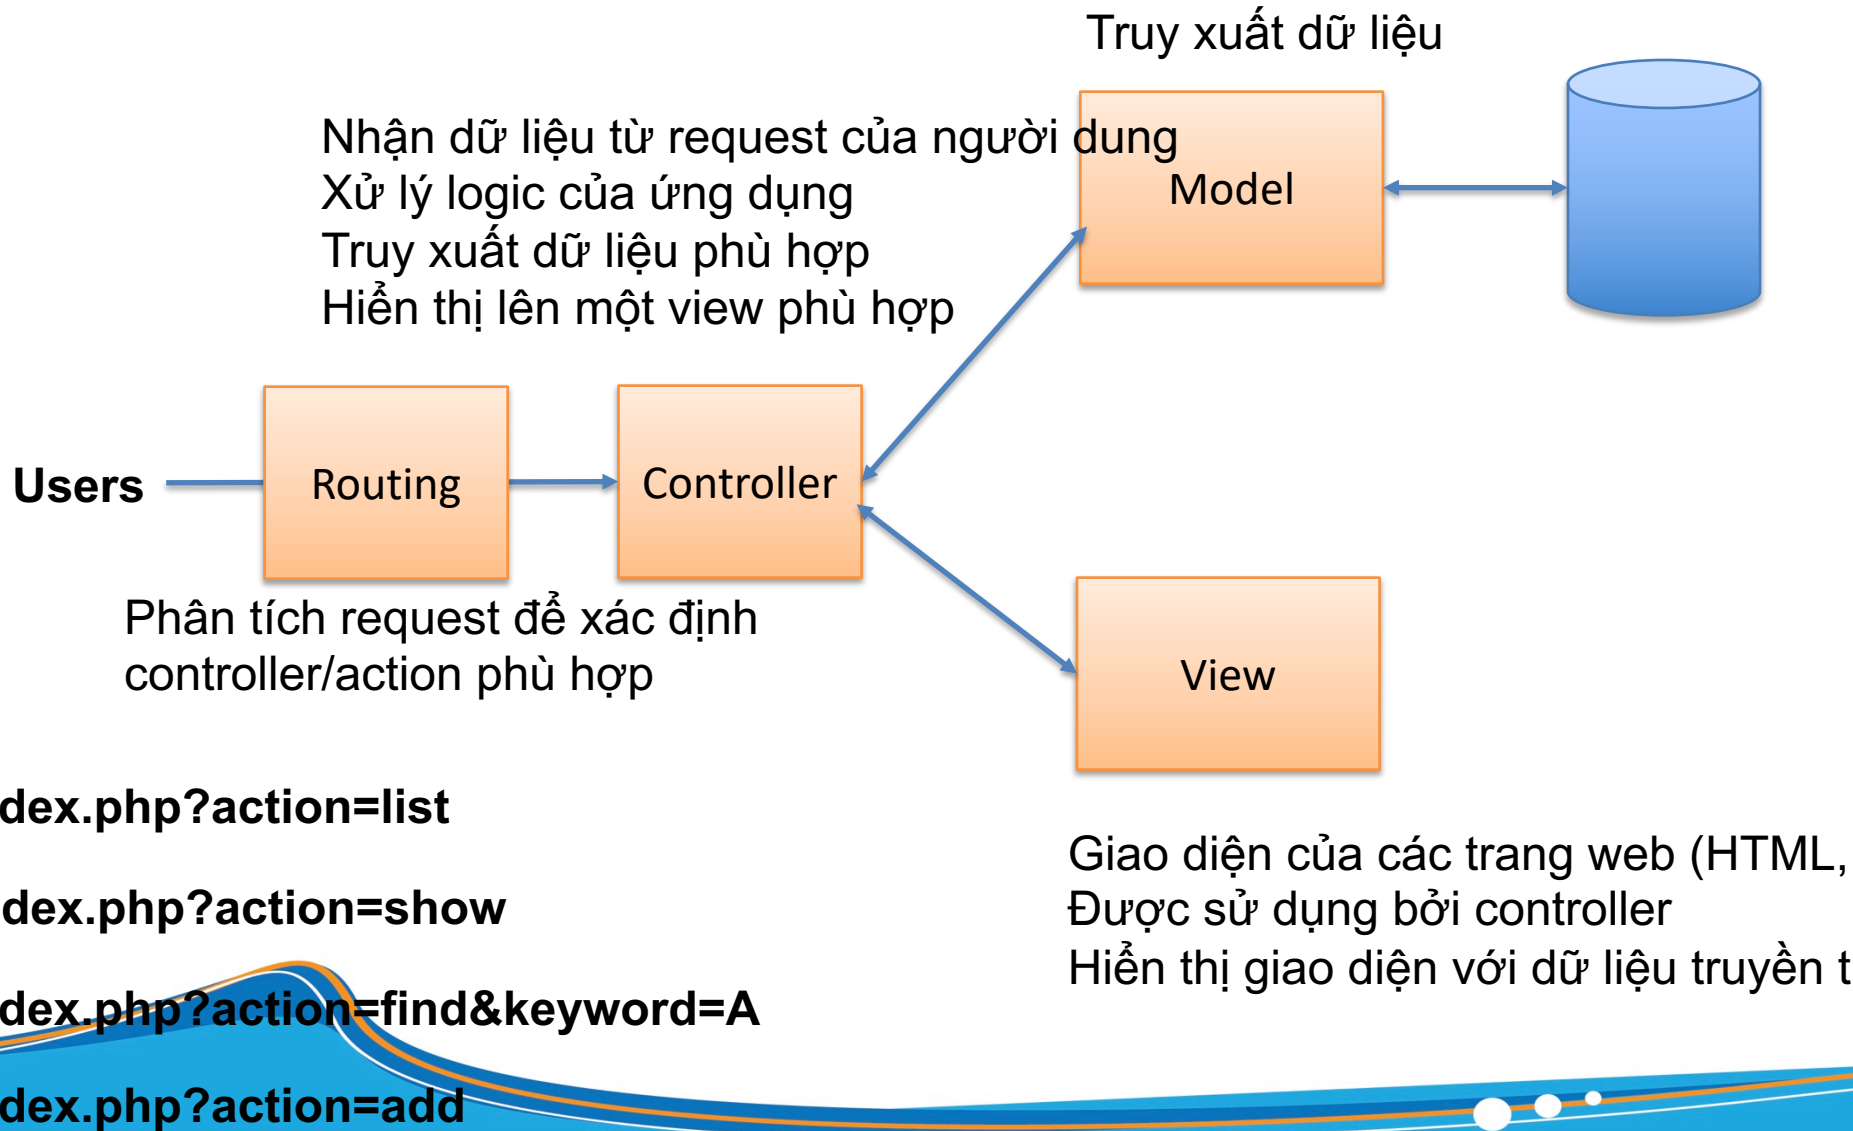 Truy xuất dữ liệu
Nhận dữ liệu từ request của người dung
Xử lý logic của ứng dụng
Truy xuất dữ liệu phù hợp
Hiển thị lên một view phù hợp
Model
Users
Routing
Controller
Phân tích request để xác định
controller/action phù hợp
View
dex.php?action=list
dex.php?action=show
dex.php?action=find&keyword=A
dex.php?action=add
Giao diện của các trang web (HTML,
Được sử dụng bởi controller
Hiển thị giao diện với dữ liệu truyền t